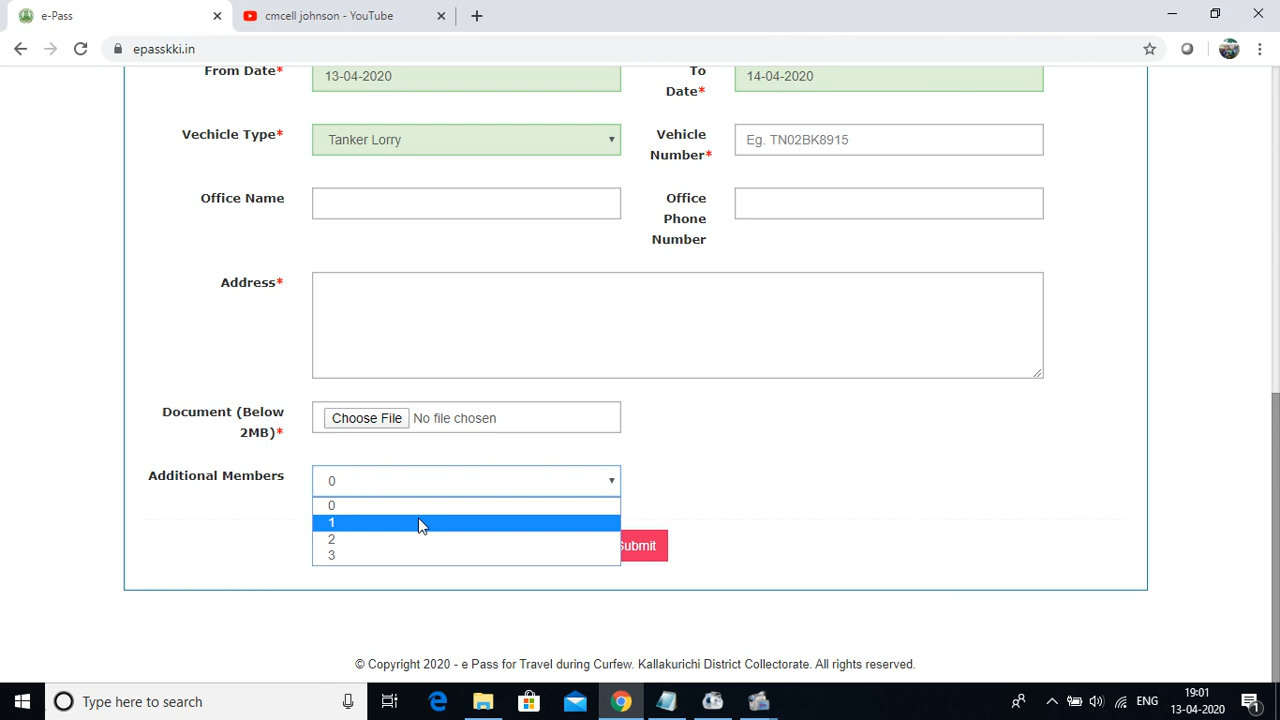 e-Pass
cmcell johnson - YouTube
epasskki.in
From Date*
13-04-2020
To Date*
14-04-2020
Vechicle Type*
Tanker Lorry
Vehicle Number*
Eg. TN02BK8915
Office Name
Office Phone Number
Address*
Document (Below 2MB)*
Choose File No file chosen
Additional Members
0
0
1
2
3
Submit
© Copyright 2020 - e Pass for Travel during Curfew. Kallakurichi District Collectorate. All rights reserved.
Type here to search
ENG
19:01
13-04-2020
1